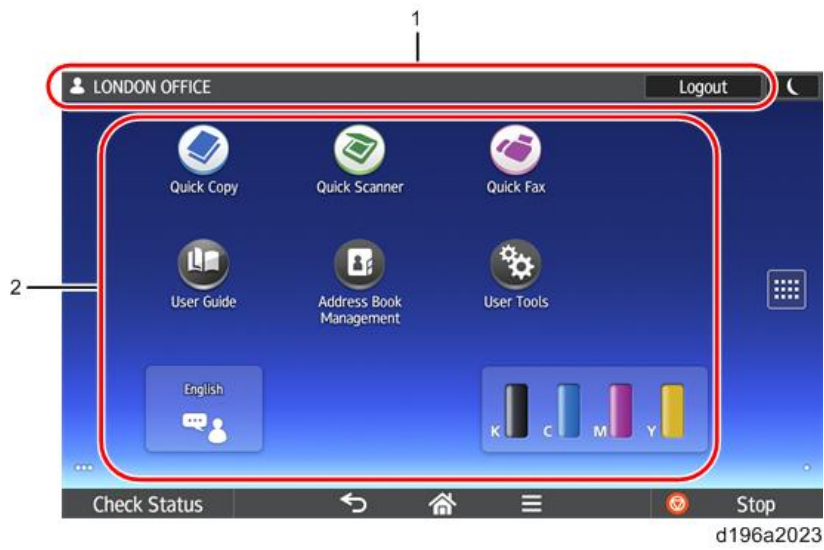 1
LONDON OFFICE Logout
Quick Copy Quick Scanner Quick Fax
2
User Guide Address Book User Tools
Management
English
K C M Y
Check Status Stop
d196a2023